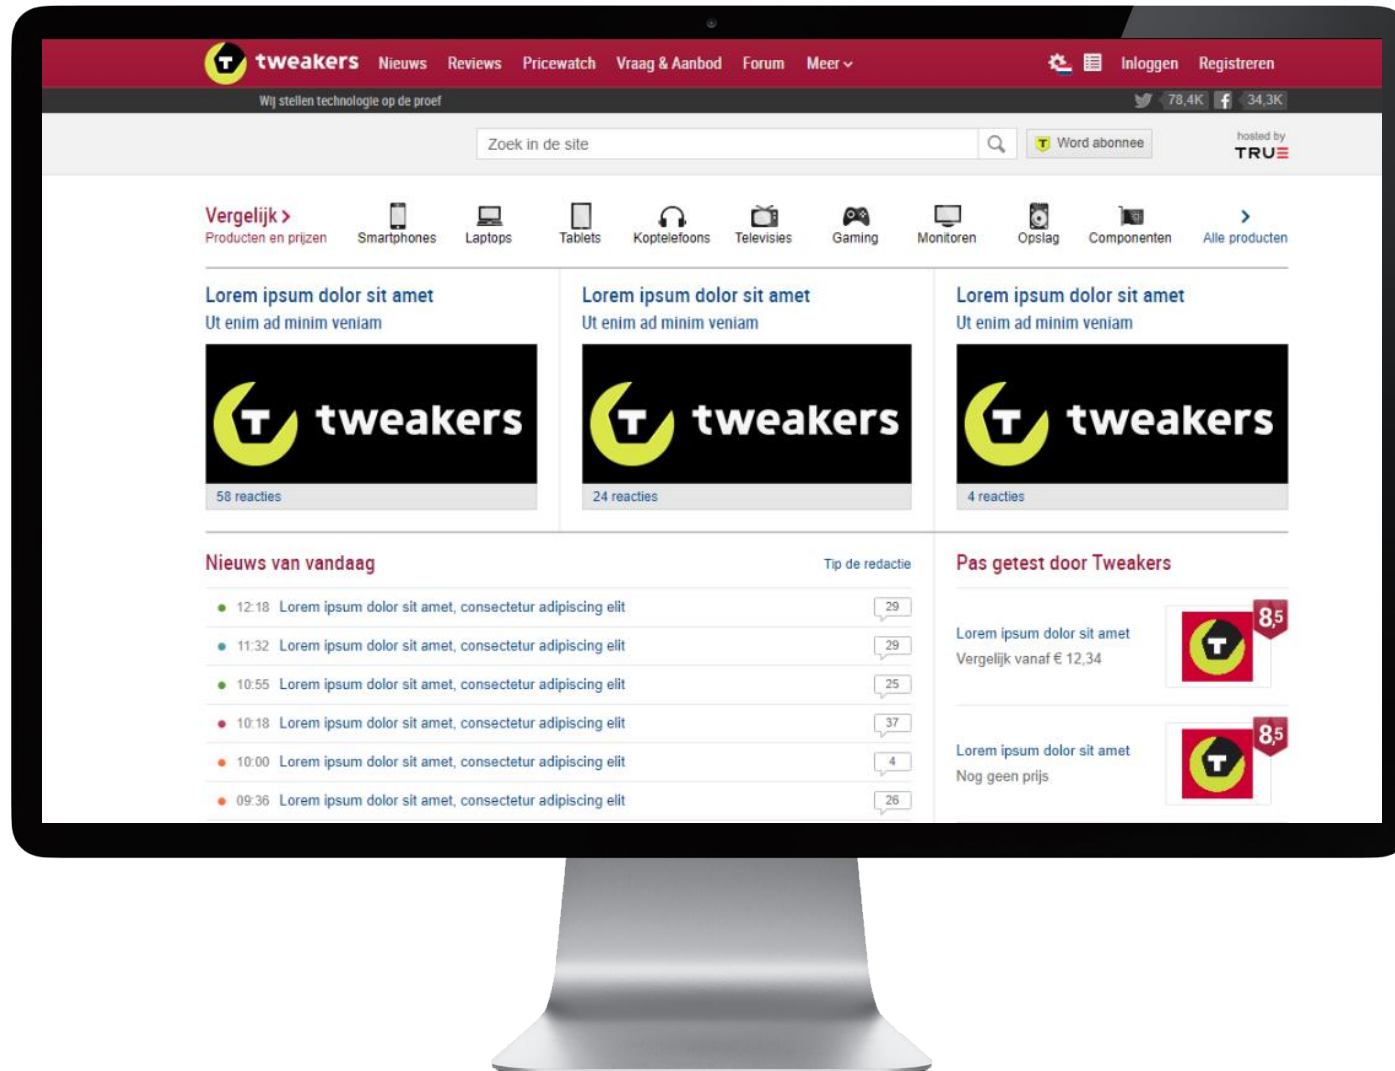 tweakers Nieuws Reviews Pricewatch Vraag & Aanbod Forum Meer Inloggen Registreren
Wij stellen technologie op de proef 78,4K 34,3K
Zoek in de site Word abonnee hosted by
TRUE
Vergelijk
Producten en prijzen Smartphones Laptops Tablets Koptelefoons Televisies Gaming Monitoren Opslag Componenten Alle producten
Lorem ipsum dolor sit amet Lorem ipsum dolor sit amet Lorem ipsum dolor sit amet
Ut enim ad minim veniam Ut enim ad minim veniam Ut enim ad minim veniam
T tweakers T tweakers T tweakers
58 reacties 24 reacties 4 reacties
Nieuws van vandaag Tip de redactie
12:18 Lorem ipsum dolor sit amet, consectetur adipiscing elit 29
11:32 Lorem ipsum dolor sit amet, consectetur adipiscing elit 29
10:55 Lorem ipsum dolor sit amet, consectetur adipiscing elit 25
10:18 Lorem ipsum dolor sit amet, consectetur adipiscing elit 37
10:00 Lorem ipsum dolor sit amet, consectetur adipiscing elit 4
09:36 Lorem ipsum dolor sit amet, consectetur adipiscing elit 26
Pas getest door Tweakers
Lorem ipsum dolor sit amet 8,5
Vergelijk vanaf € 12,34
Lorem ipsum dolor sit amet 8,5
Nog geen prijs